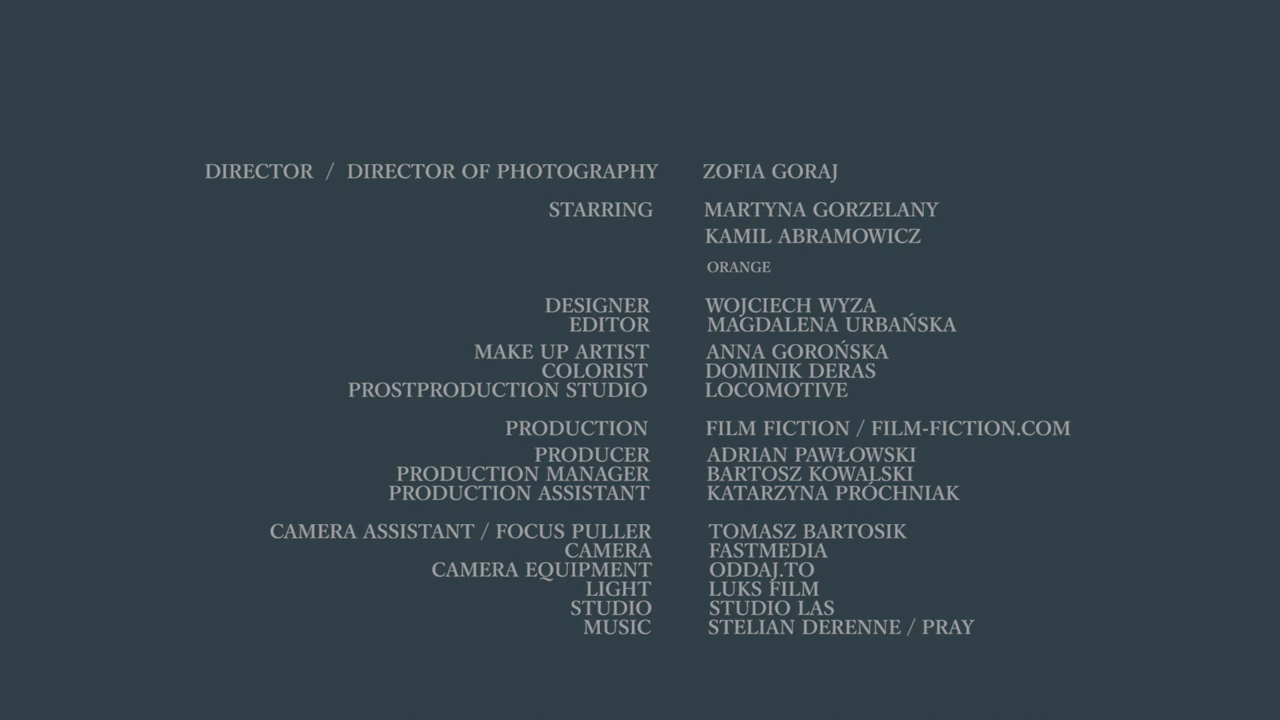 DIRECTOR / DIRECTOR OF PHOTOGRAPHY ZOFIA GORAJ
STARRING MARTYNA GORZELANY
KAMIL ABRAMOWICZ
ORANGE
DESIGNER WOJCIECH WYZA
EDITOR MAGDALENA URBAŃSKA
MAKE UP ARTIST ANNA GOROŃSKA
COLORIST DOMINIK DERAS
PROSTPRODUCTION STUDIO LOCOMOTIVE
PRODUCTION FILM FICTION / FILM-FICTION.COM
PRODUCER ADRIAN PAWŁOWSKI
PRODUCTION MANAGER BARTOSZ KOWALSKI
PRODUCTION ASSISTANT KATARZYNA PRÓCHNIAK
CAMERA ASSISTANT / FOCUS PULLER TOMASZ BARTOSIK
CAMERA FASTMEDIA
CAMERA EQUIPMENT ODDAJ.TO
LIGHT LUKS FILM
STUDIO STUDIO LAS
MUSIC STELIAN DERENNE / PRAY